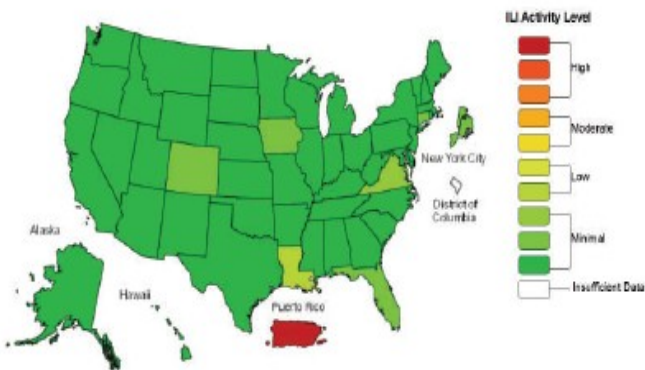 ILI Activity Level
High
Moderate
Low
Minimal
Insufficient Data
New York City
District of
Columbia
Alaska
Hawaii
Puerto Rico